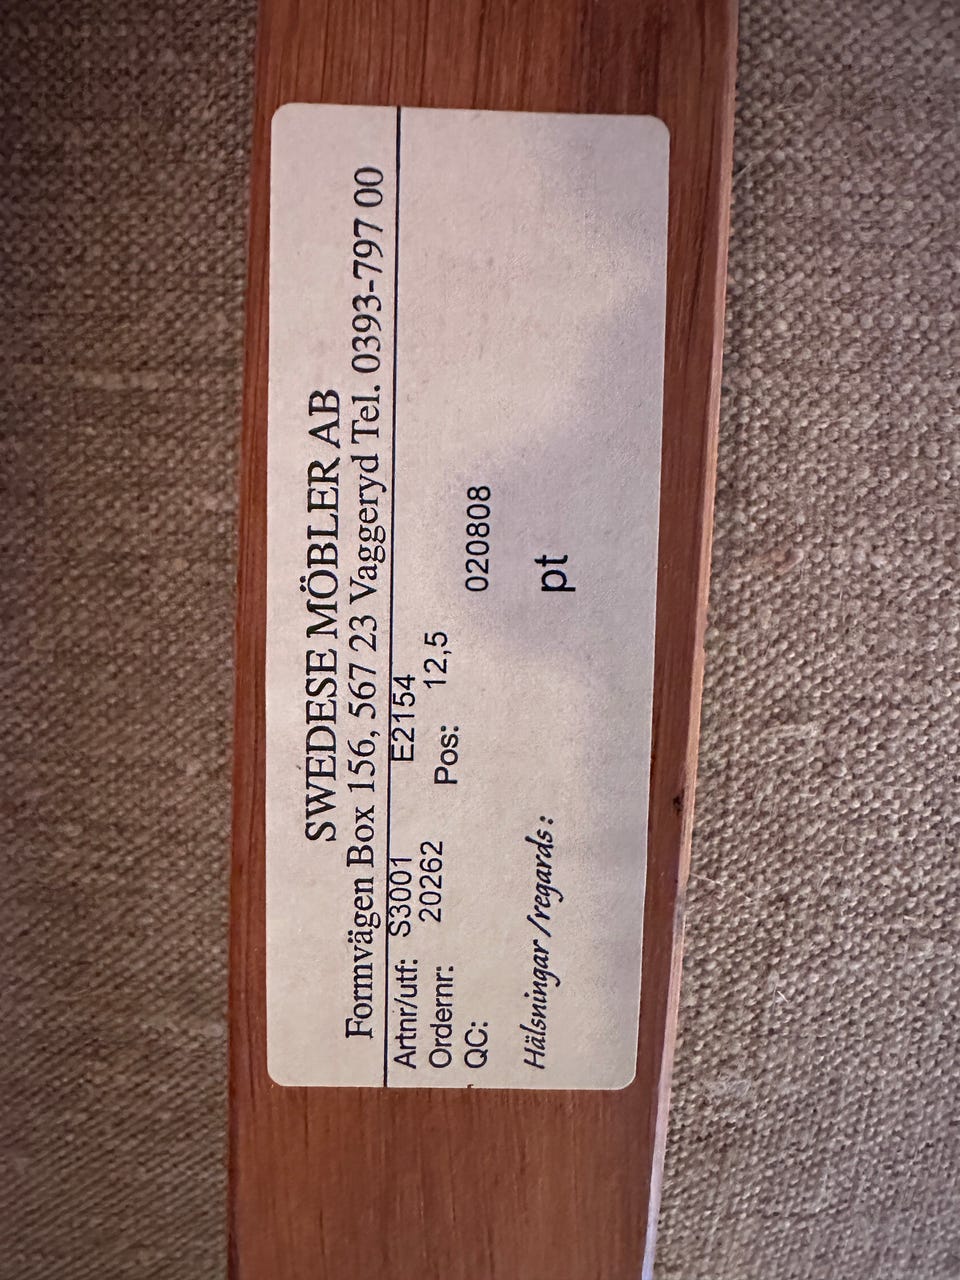 SWEDESE MÖBLER AB
Formvägen Box 156, 567 23 Vaggeryd Tel. 0393-797 00
Artnr/utf: S3001 E2154
Ordernr: 20262 Pos: 12,5
QC: 020808
Hälsningar /regards: pt